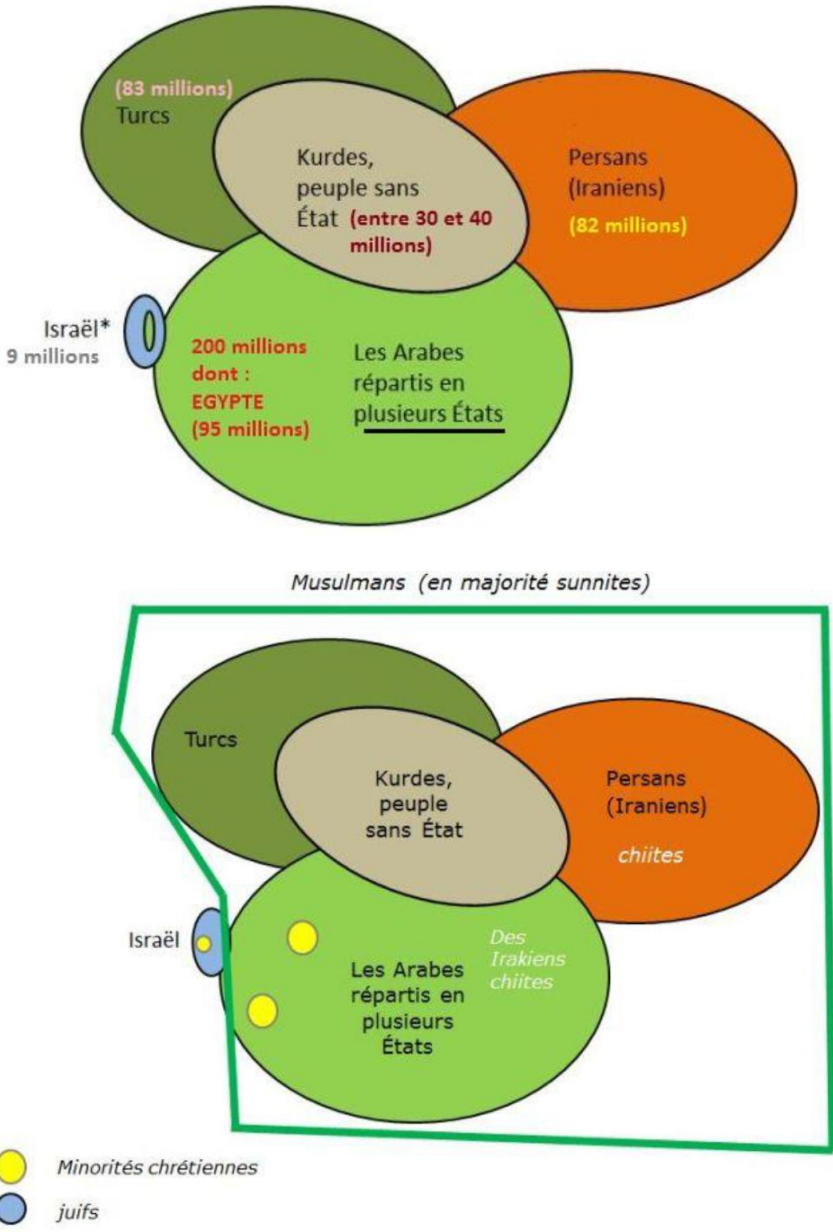 (83 millions)
Turcs
Kurdes,
peuple sans
État (entre 30 et 40
millions)
Persans
(Iraniens)
(82 millions)
Israël*
9 millions
200 millions
dont :
EGYPTE
(95 millions)
Les Arabes
répartis en
plusieurs États
Musulmans (en majorité sunnites)
Turcs
Kurdes,
peuple
sans État
Persans
(Iraniens)
chiites
Israël
Des
Irakiens
chiites
Les Arabes
répartis en
plusieurs
États
Minorités chrétiennes
juifs